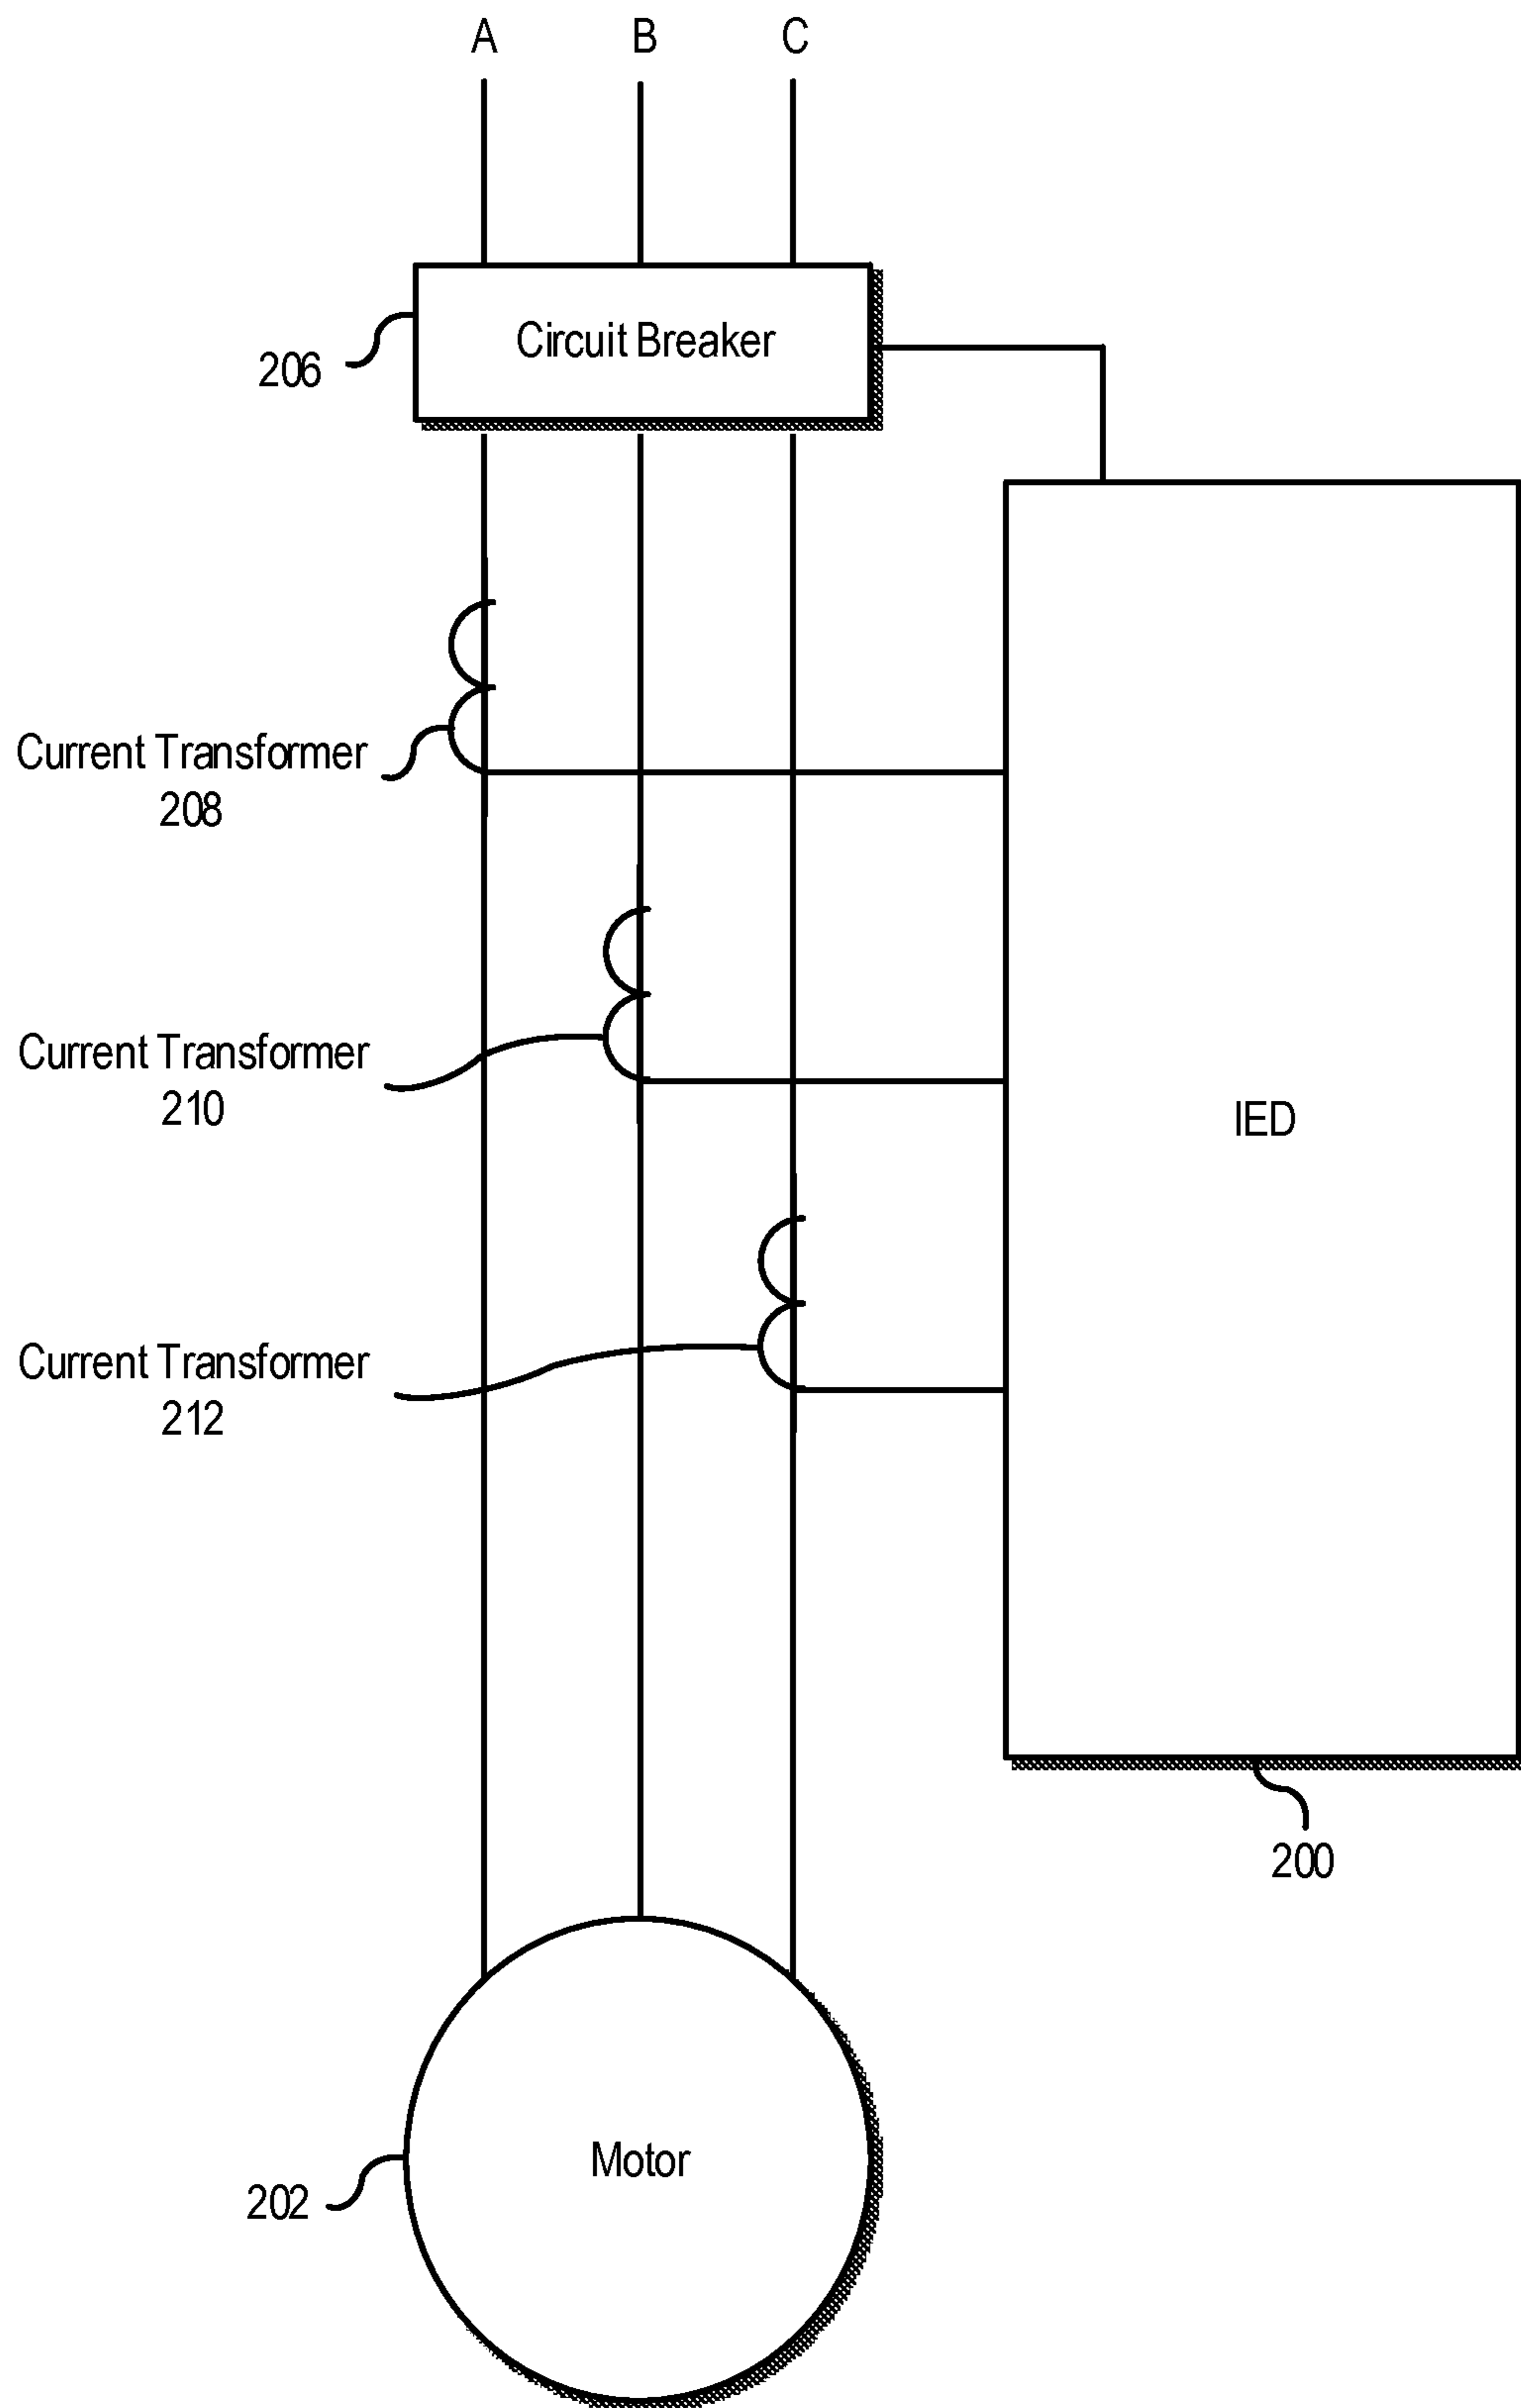 A B C
Circuit Breaker
206
Current Transformer
208
Current Transformer
210
IED
Current Transformer
212
200
Motor
202